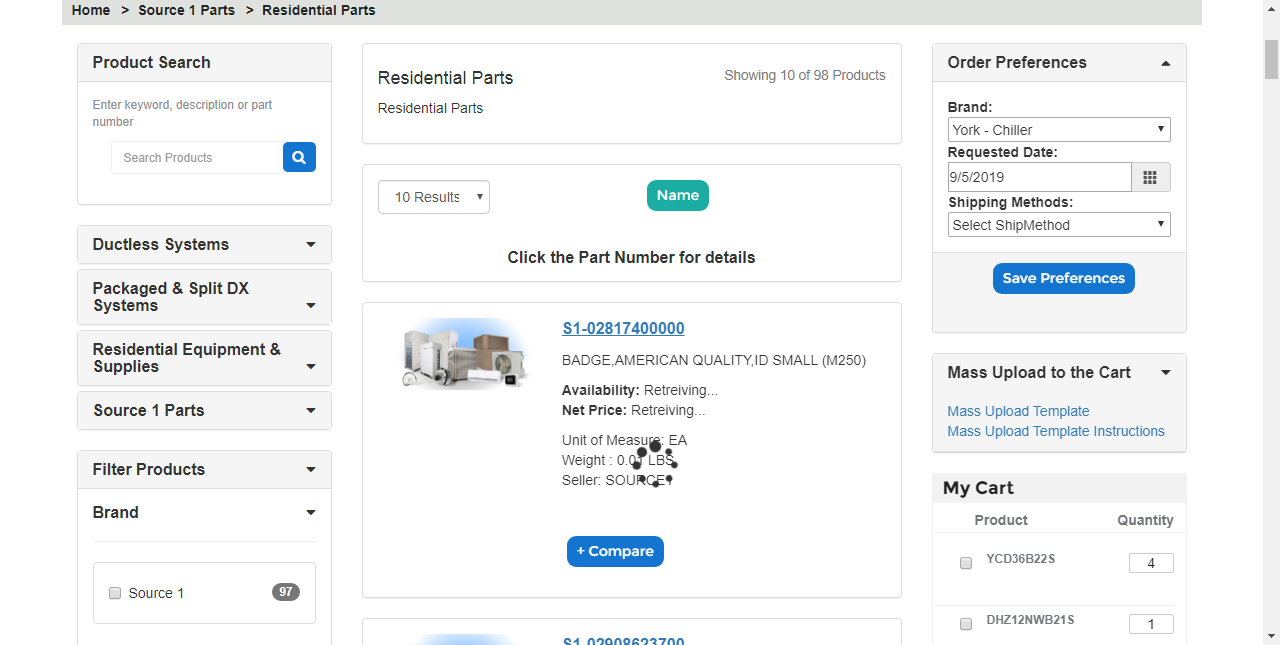 Home > Source 1 Parts > Residential Parts
Product Search
Enter keyword, description or part
number
Search Products
Ductless Systems
Packaged & Split DX
Systems
Residential Equipment &
Supplies
Source 1 Parts
Filter Products
Brand
Source 1
97
Residential Parts
Showing 10 of 98 Products
Residential Parts
10 Results
Name
Click the Part Number for details
S1-02817400000
BADGE,AMERICAN QUALITY,ID SMALL (M250)
Availability: Retreiving...
Net Price: Retreiving...
Unit of Measure: EA
Weight : 0.01 LBS
Seller: SOURCE1
+ Compare
S1-02908623700
Order Preferences
Brand:
York - Chiller
Requested Date:
9/5/2019
Shipping Methods:
Select ShipMethod
Save Preferences
Mass Upload to the Cart
Mass Upload Template
Mass Upload Template Instructions
My Cart
Product Quantity
YCD36B22S 4
DHZ12NWB21S 1